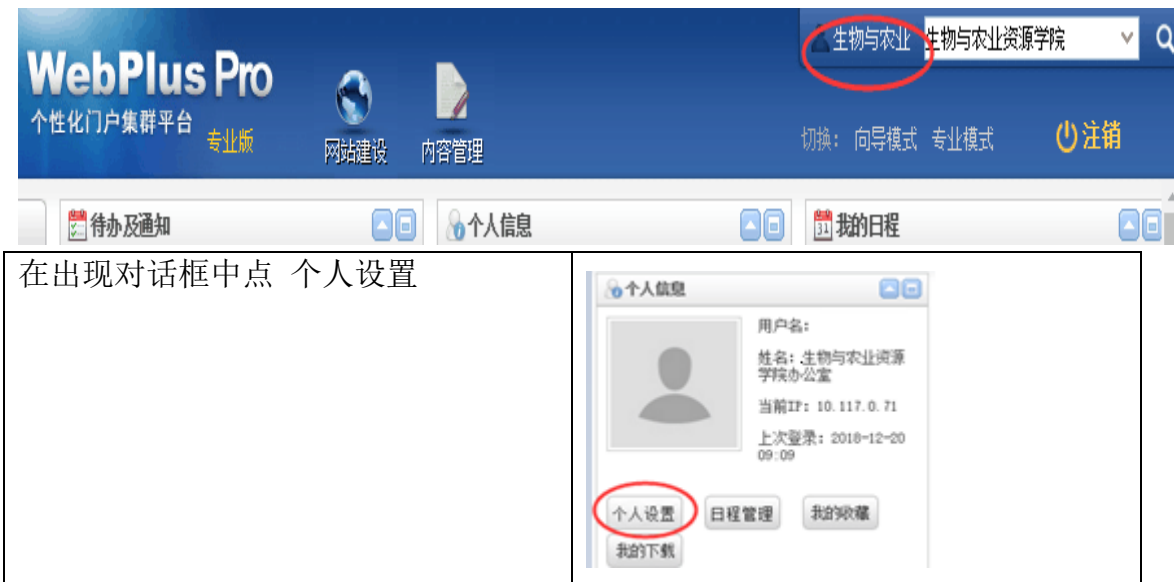 生物与农业 生物与农业资源学院
WebPlus Pro
个性化门户集群平台
专业版
网站建设 内容管理
切换: 向导模式 专业模式
注销
待办及通知 个人信息 31 我的日程
在出现对话框中点 个人设置
个人信息
用户名:
姓名: .生物与农业资源
学院办公室
当前IP: 10.117.0.71
上次登录: 2018-12-20
09:09
个人设置 日程管理 我的收藏
我的下载